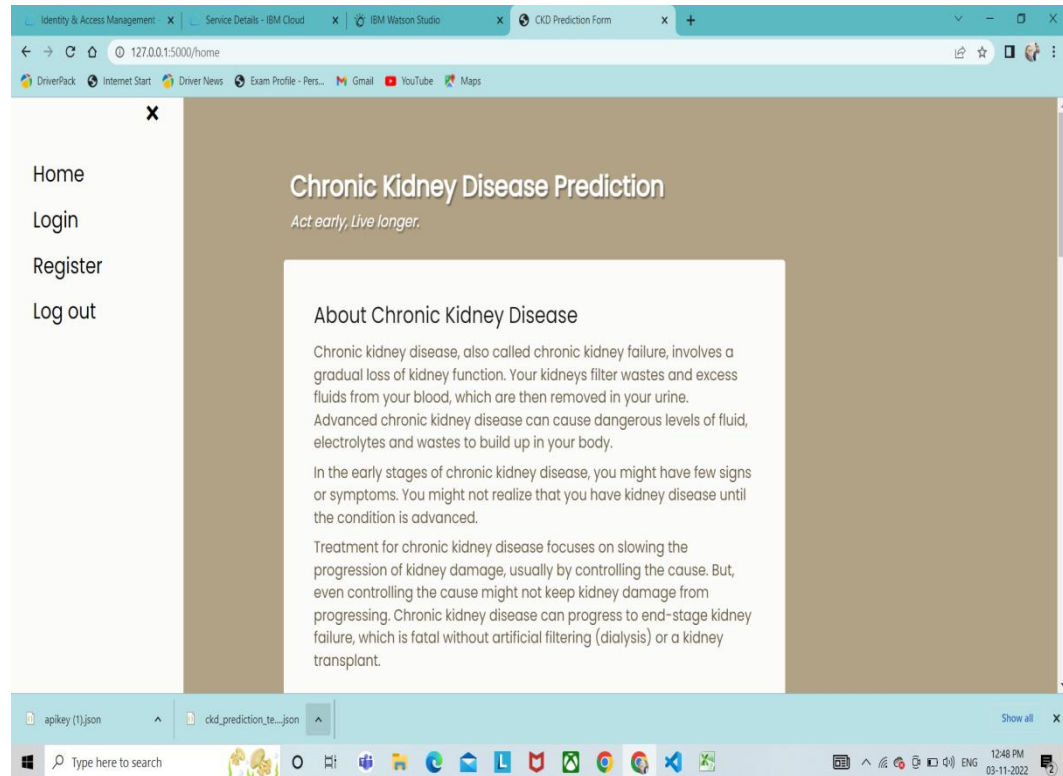 Identity & Access Management
Service Details - IBM Cloud
IBM Watson Studio
CKD Prediction Form
127.0.0.1:5000/home
DriverPack
Internet Start
Driver News
Exam Profile - Pers...
Gmail
YouTube
Maps
Home
Login
Register
Log out
Chronic Kidney Disease Prediction
Act early, Live longer.
About Chronic Kidney Disease
Chronic kidney disease, also called chronic kidney failure, involves a
gradual loss of kidney function. Your kidneys filter wastes and excess
fluids from your blood, which are then removed in your urine.
Advanced chronic kidney disease can cause dangerous levels of fluid,
electrolytes and wastes to build up in your body.
In the early stages of chronic kidney disease, you might have few signs
or symptoms. You might not realize that you have kidney disease until
the condition is advanced.
Treatment for chronic kidney disease focuses on slowing the
progression of kidney damage, usually by controlling the cause. But,
even controlling the cause might not keep kidney damage from
progressing. Chronic kidney disease can progress to end-stage kidney
failure, which is fatal without artificial filtering (dialysis) or a kidney
transplant.
apikey (1).json
ckd_prediction_te....json
Show all
Type here to search
ENG
12:48 PM
03-11-2022